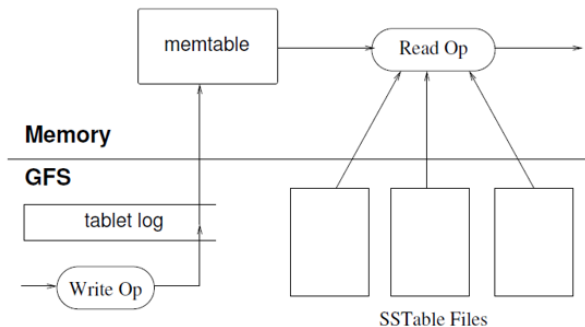 memtable
Read Op
Memory
GFS
tablet log
Write Op
SSTable Files